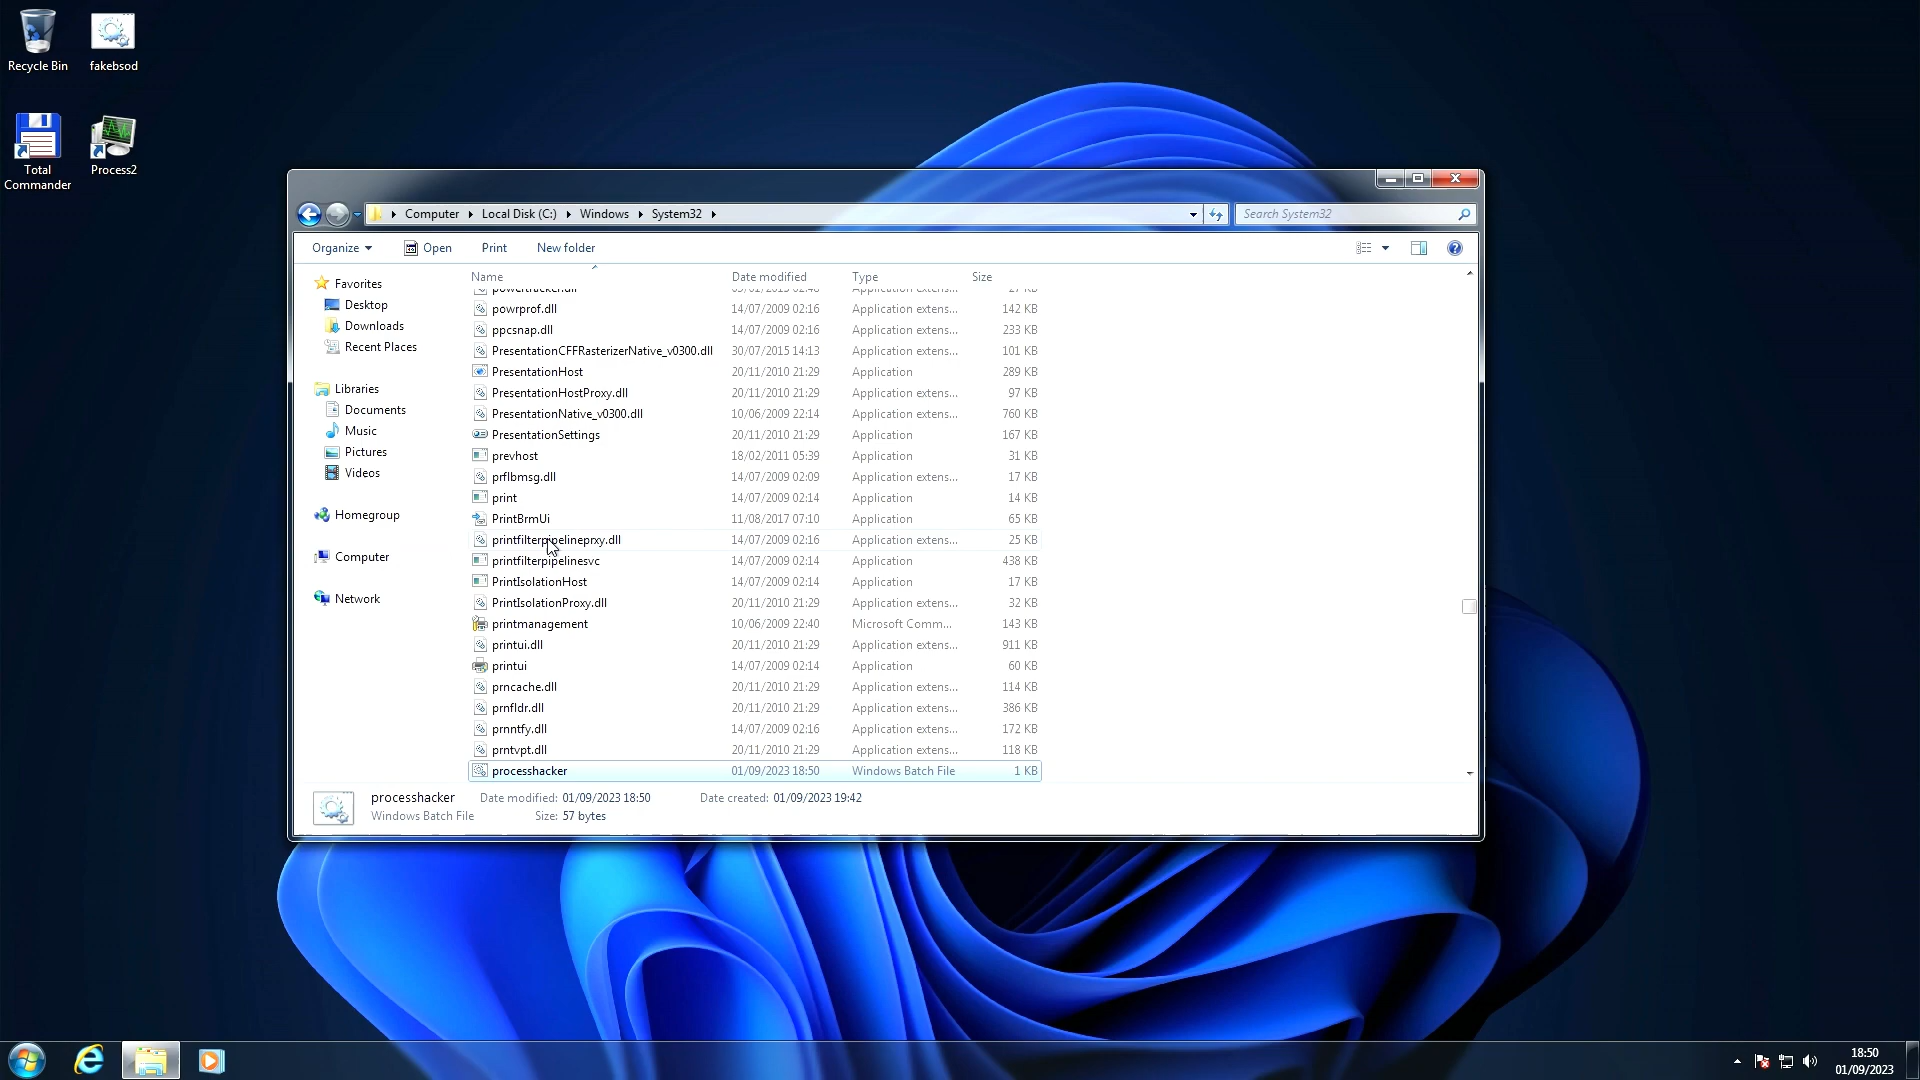 Recycle Bin
fakebsod
Total Commander
Process2
Computer
Local Disk (C:)
Windows
System32
Search System32
Organize
Open
Print
New folder
Favorites
Desktop
Downloads
Recent Places
Libraries
Documents
Music
Pictures
Videos
Homegroup
Computer
Network
Name Date modified Type Size
powertracker.dll
powrprof.dll 14/07/2009 02:16 Application extens... 142 KB
ppcsnap.dll 14/07/2009 02:16 Application extens... 233 KB
PresentationCFFRasterizerNative_v0300.dll 30/07/2015 14:13 Application extens... 101 KB
PresentationHost 20/11/2010 21:29 Application 289 KB
PresentationHostProxy.dll 20/11/2010 21:29 Application extens... 97 KB
PresentationNative_v0300.dll 10/06/2009 22:14 Application extens... 760 KB
PresentationSettings 20/11/2010 21:29 Application 167 KB
prevhost 18/02/2011 05:39 Application 31 KB
prflbmsg.dll 14/07/2009 02:09 Application extens... 17 KB
print 14/07/2009 02:14 Application 14 KB
PrintBrmUi 11/08/2017 07:10 Application 65 KB
printfilterpipelineprxy.dll 14/07/2009 02:16 Application extens... 25 KB
printfilterpipelinesvc 14/07/2009 02:14 Application 438 KB
PrintIsolationHost 14/07/2009 02:14 Application 17 KB
PrintIsolationProxy.dll 20/11/2010 21:29 Application extens... 32 KB
printmanagement 10/06/2009 22:40 Microsoft Comm... 143 KB
printui.dll 20/11/2010 21:29 Application extens... 911 KB
printui 14/07/2009 02:14 Application 60 KB
prncache.dll 20/11/2010 21:29 Application extens... 114 KB
prnfldr.dll 20/11/2010 21:29 Application extens... 386 KB
prnntfy.dll 14/07/2009 02:16 Application extens... 172 KB
prntvpt.dll 20/11/2010 21:29 Application extens... 118 KB
processhacker 01/09/2023 18:50 Windows Batch File 1 KB
processhacker Date modified: 01/09/2023 18:50 Date created: 01/09/2023 19:42
Windows Batch File Size: 57 bytes
18:50
01/09/2023